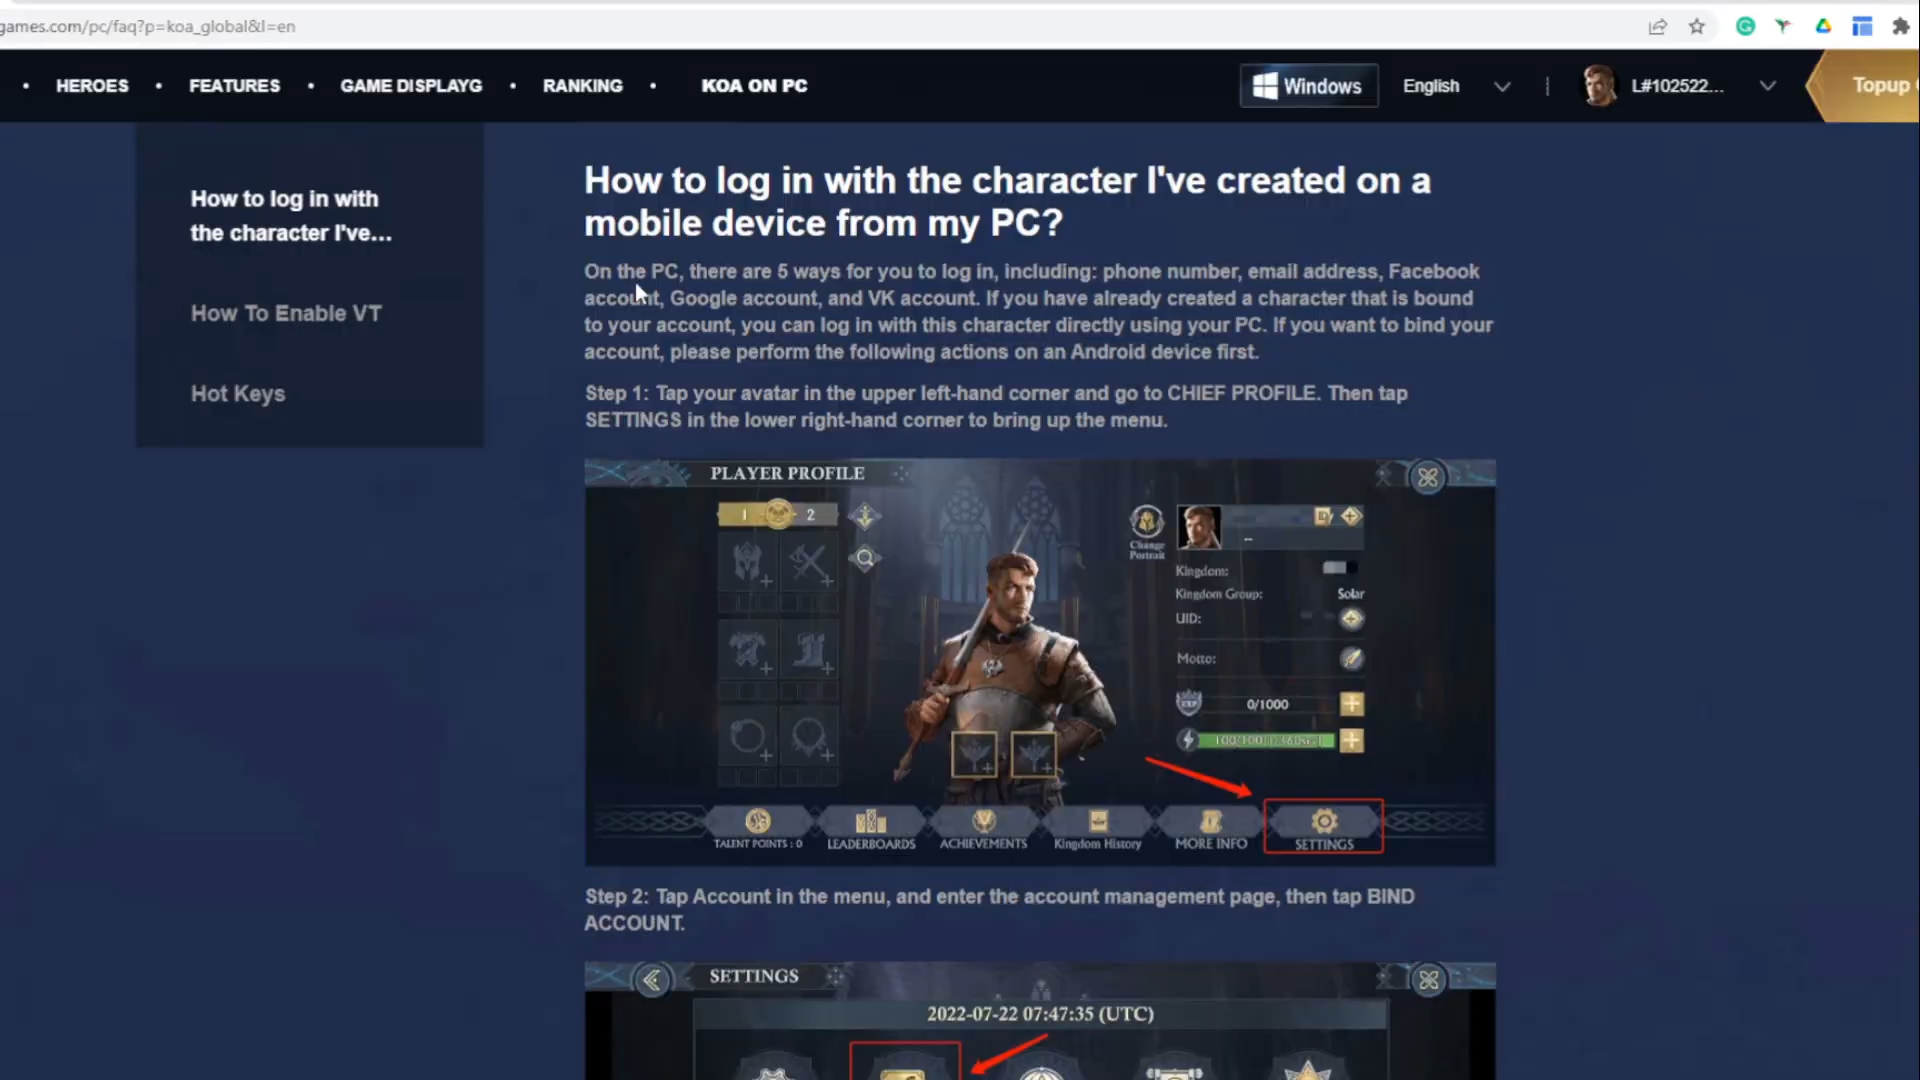 games.com/pc/faq?p=koa_global&l=en
• HEROES • FEATURES • GAME DISPLAYG • RANKING • KOA ON PC Windows English | L#102522... Topup
How to log in with
the character I've...
How To Enable VT
Hot Keys
How to log in with the character I've created on a
mobile device from my PC?
On the PC, there are 5 ways for you to log in, including: phone number, email address, Facebook
account, Google account, and VK account. If you have already created a character that is bound
to your account, you can log in with this character directly using your PC. If you want to bind your
account, please perform the following actions on an Android device first.
Step 1: Tap your avatar in the upper left-hand corner and go to CHIEF PROFILE. Then tap
SETTINGS in the lower right-hand corner to bring up the menu.
PLAYER PROFILE
1 2
Change
Portrait
Kingdom:
Kingdom Group: Solar
UID:
Motto:
EXP 0/1000
TALENT POINTS : 0 LEADERBOARDS ACHIEVEMENTS Kingdom History MORE INFO SETTINGS
Step 2: Tap Account in the menu, and enter the account management page, then tap BIND
ACCOUNT.
SETTINGS
2022-07-22 07:47:35 (UTC)